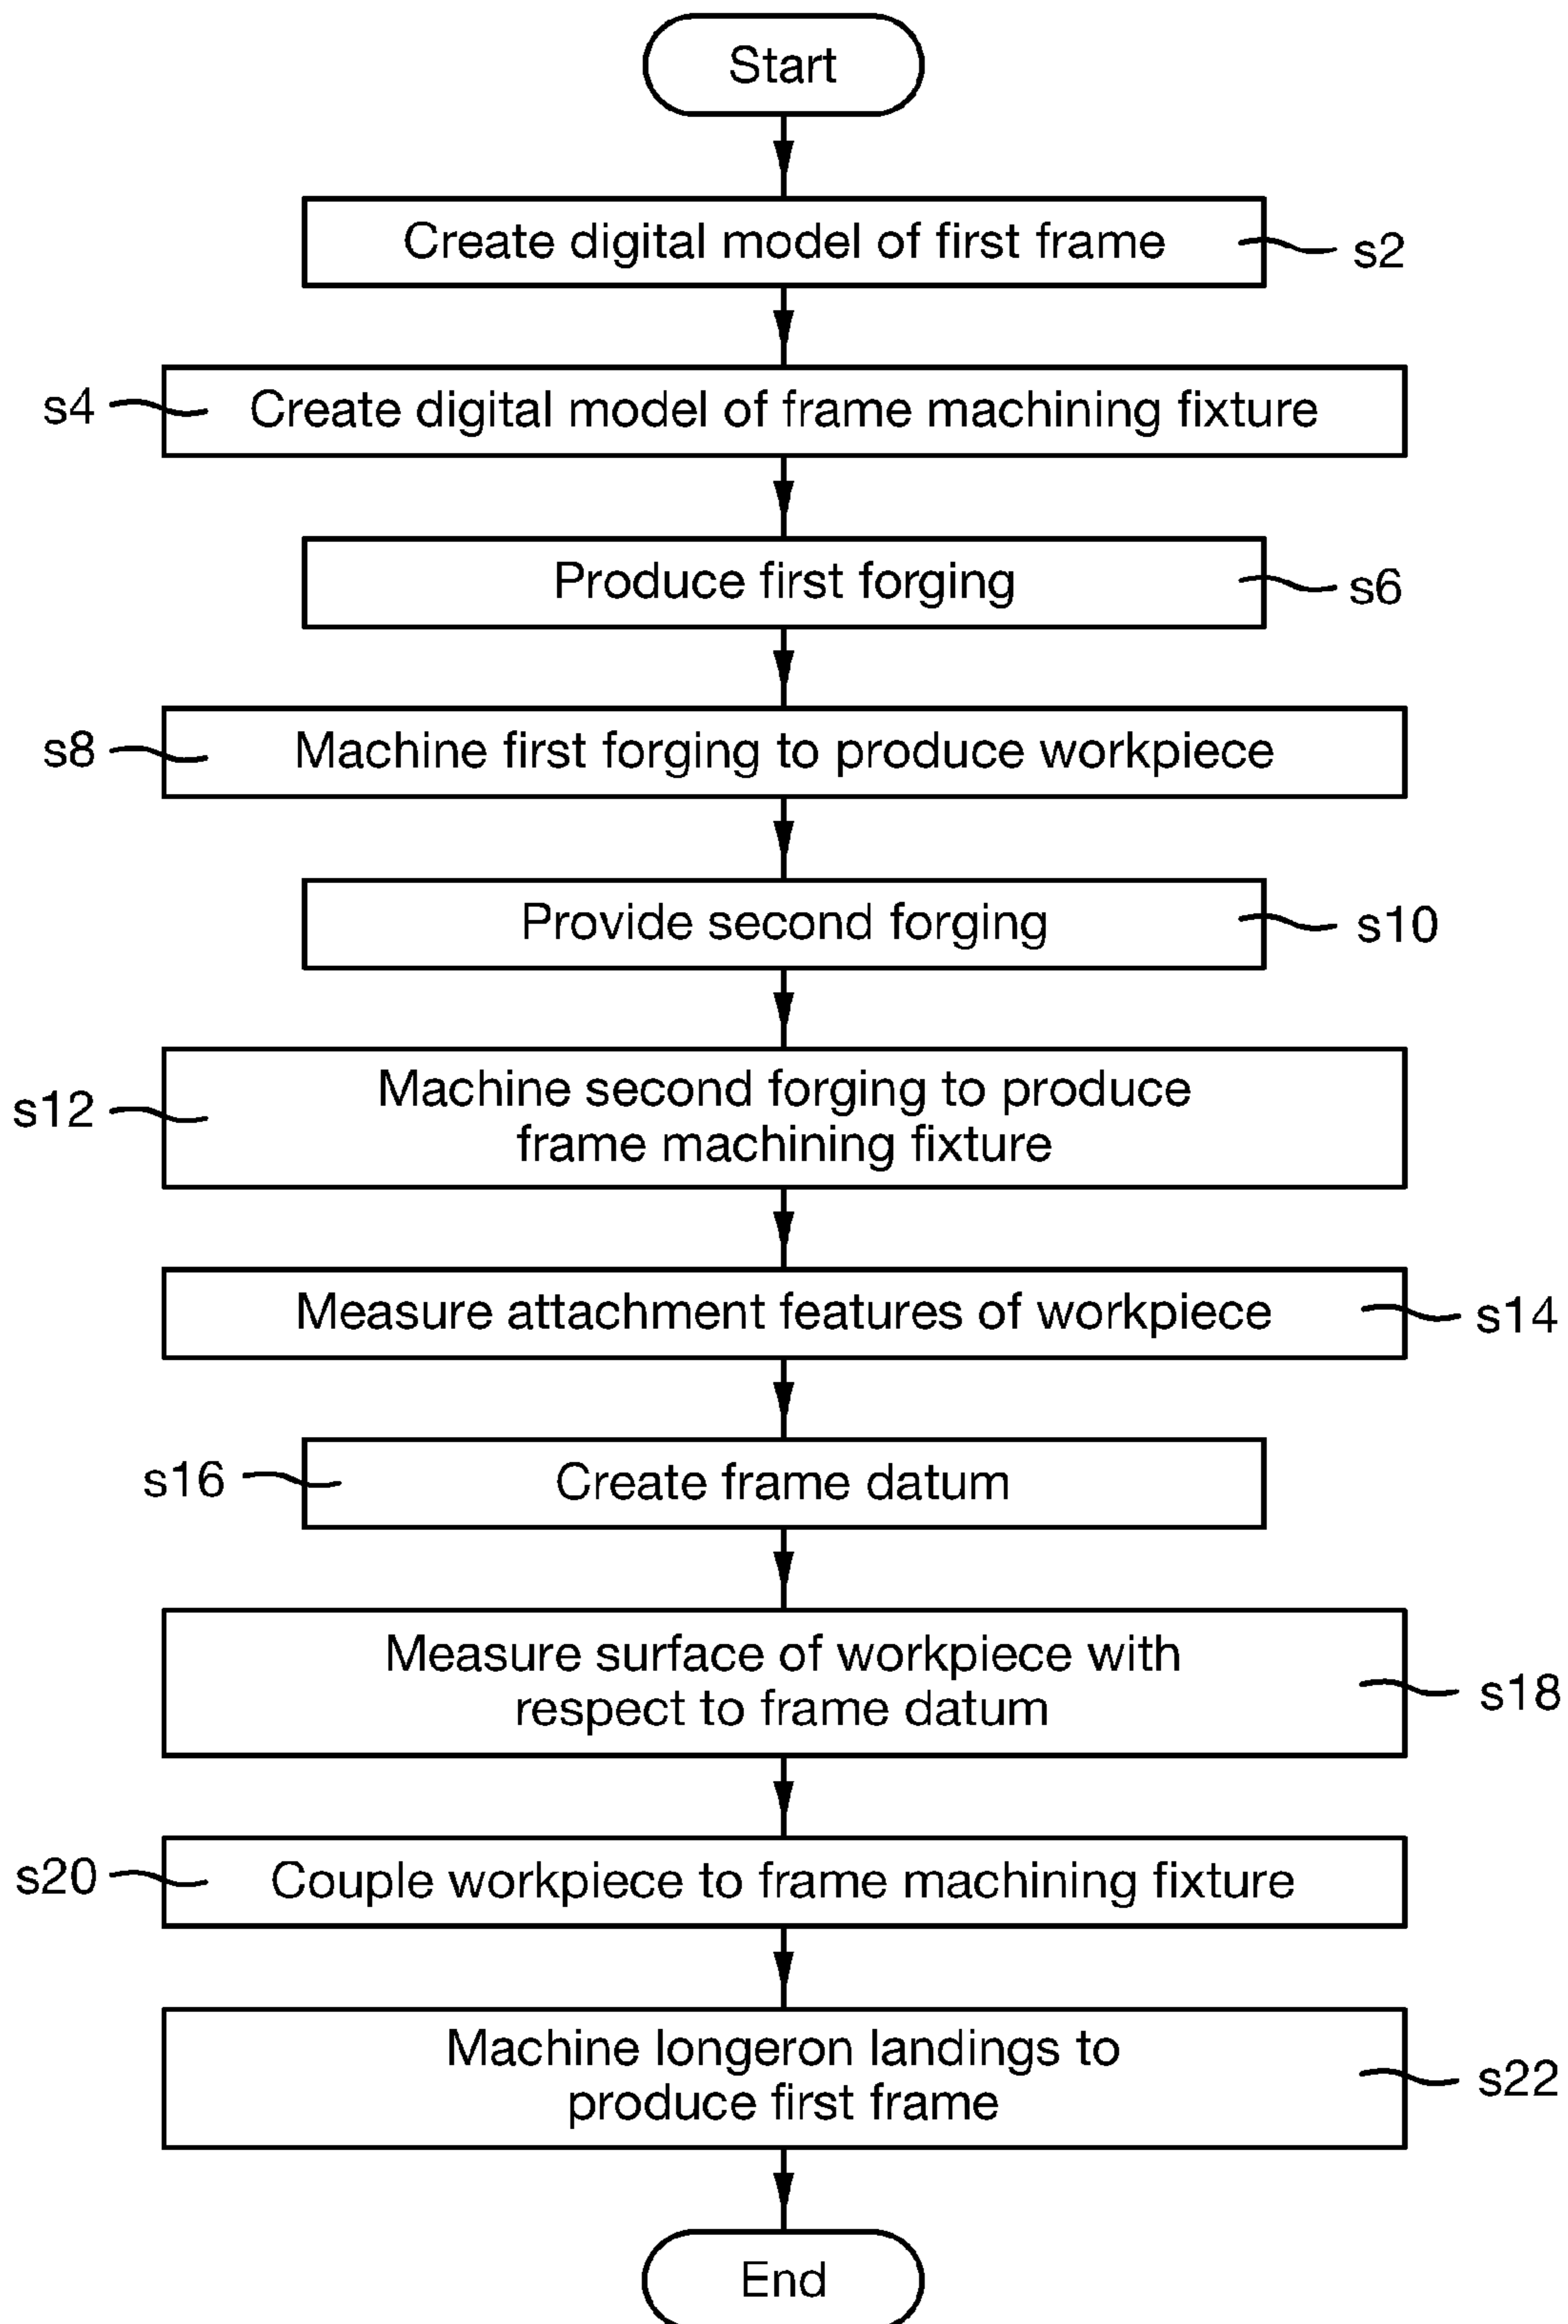 Start
Create digital model of first frame
s2
s4
Create digital model of frame machining fixture
Produce first forging
s6
s8
Machine first forging to produce workpiece
Provide second forging
s10
s12
Machine second forging to produce
frame machining fixture
Measure attachment features of workpiece
s14
s16
Create frame datum
Measure surface of workpiece with
respect to frame datum
s18
s20
Couple workpiece to frame machining fixture
Machine longeron landings to
produce first frame
s22
End